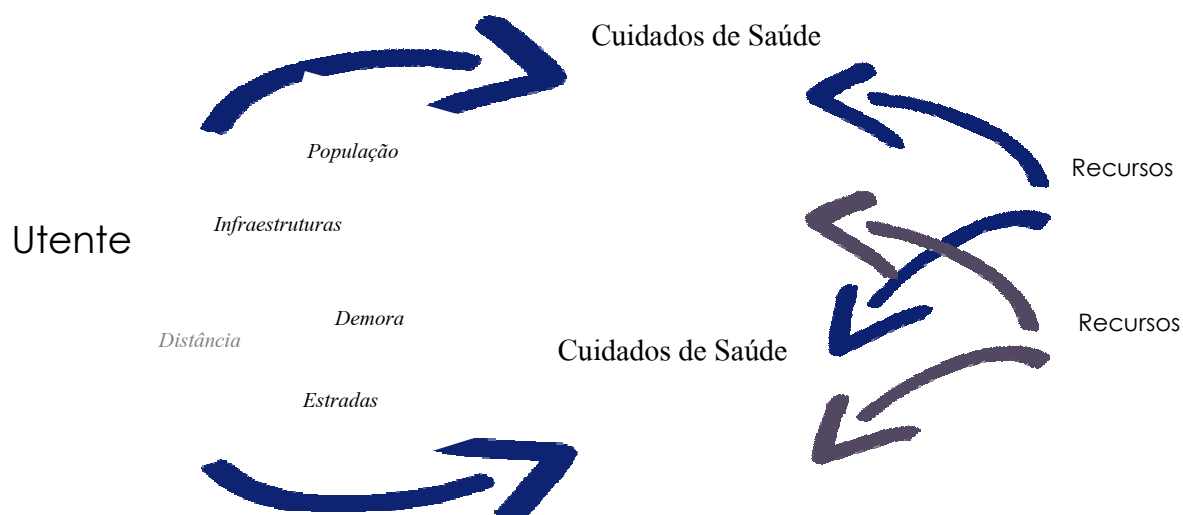 Cuidados de Saúde
População
Recursos
Infraestruturas
Utente
Demora
Recursos
Distância
Cuidados de Saúde
Estradas